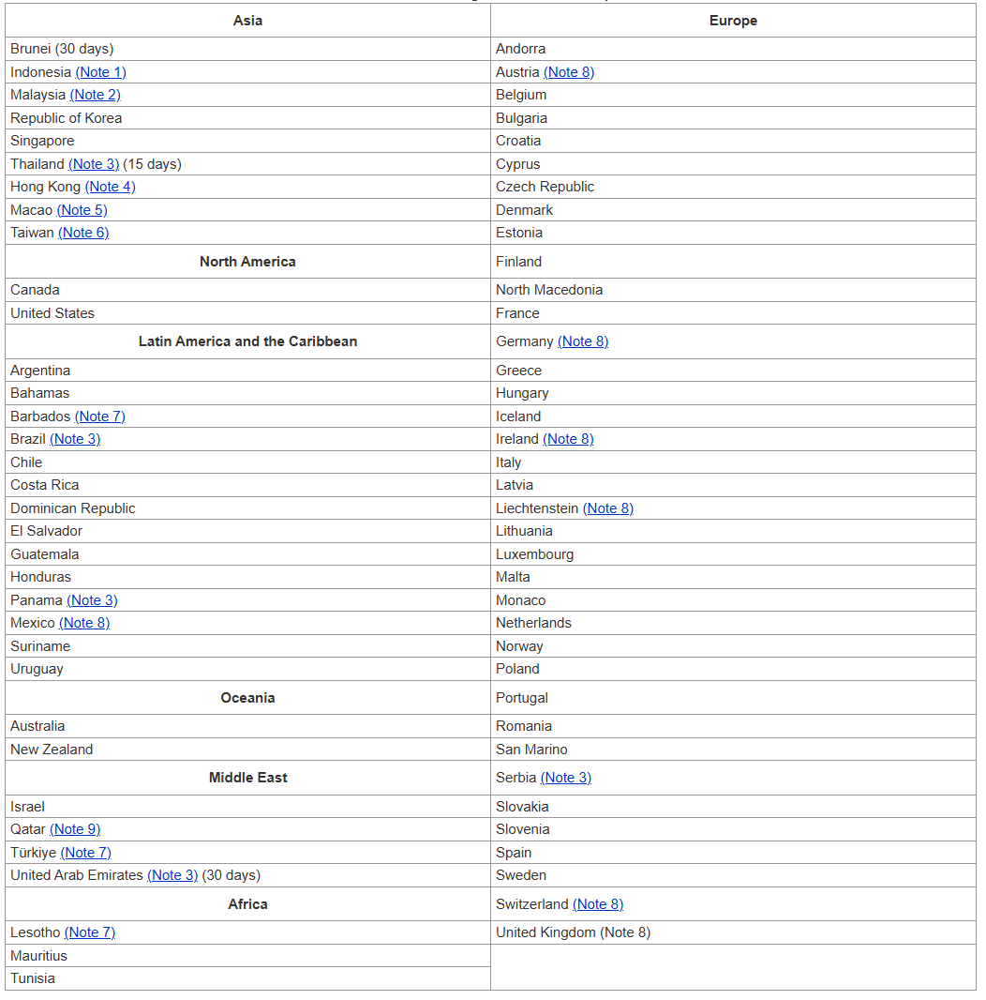 Asia
Brunei (30 days)
Indonesia (Note 1)
Malaysia (Note 2)
Republic of Korea
Singapore
Thailand (Note 3) (15 days)
Hong Kong (Note 4)
Macao (Note 5)
Taiwan (Note 6)
North America
Canada
United States
Latin America and the Caribbean
Argentina
Bahamas
Barbados (Note 7)
Brazil (Note 3)
Chile
Costa Rica
Dominican Republic
El Salvador
Guatemala
Honduras
Panama (Note 3)
Mexico (Note 8)
Suriname
Uruguay
Oceania
Australia
New Zealand
Middle East
Israel
Qatar (Note 9)
Türkiye (Note 7)
United Arab Emirates (Note 3) (30 days)
Africa
Lesotho (Note 7)
Mauritius
Tunisia
Europe
Andorra
Austria (Note 8)
Belgium
Bulgaria
Croatia
Cyprus
Czech Republic
Denmark
Estonia
Finland
North Macedonia
France
Germany (Note 8)
Greece
Hungary
Iceland
Ireland (Note 8)
Italy
Latvia
Liechtenstein (Note 8)
Lithuania
Luxembourg
Malta
Monaco
Netherlands
Norway
Poland
Portugal
Romania
San Marino
Serbia (Note 3)
Slovakia
Slovenia
Spain
Sweden
Switzerland (Note 8)
United Kingdom (Note 8)